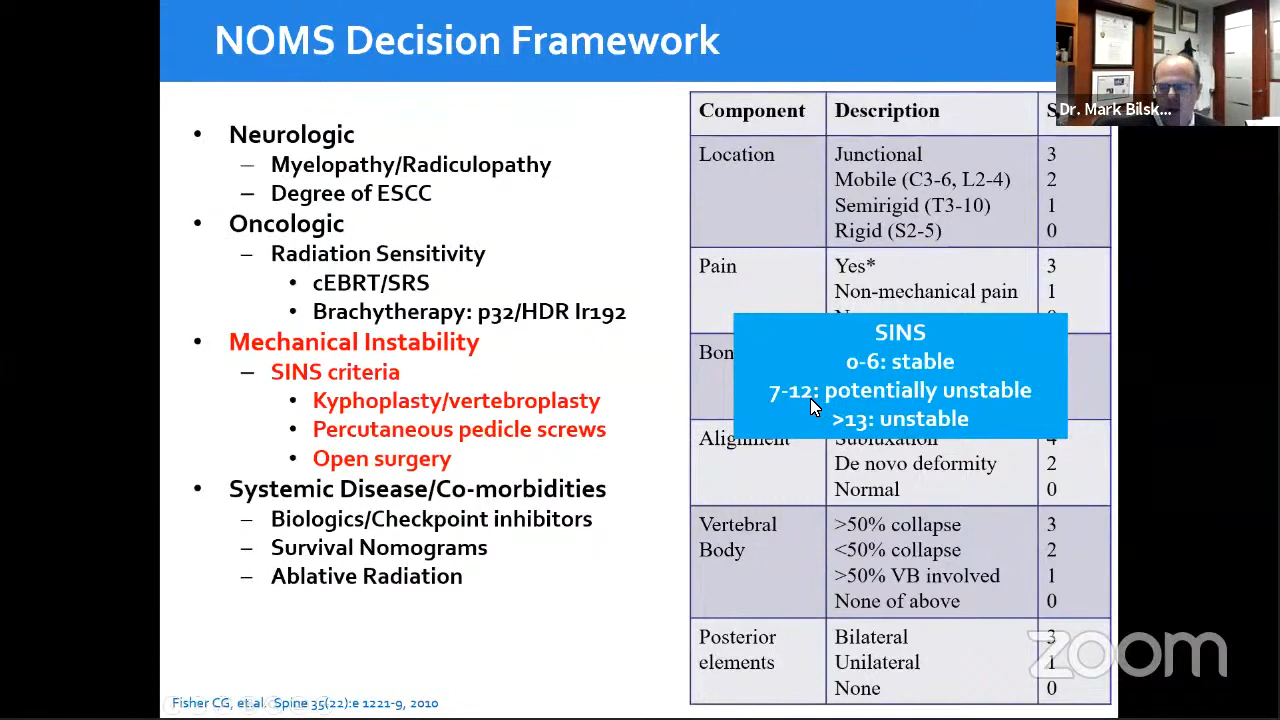 NOMS Decision Framework
Dr. Mark Bilsk...
• Neurologic
– Myelopathy/Radiculopathy
– Degree of ESCC
• Oncologic
– Radiation Sensitivity
• cEBRT/SRS
• Brachytherapy: p32/HDR Ir192
• Mechanical Instability
– SINS criteria
• Kyphoplasty/vertebroplasty
• Percutaneous pedicle screws
• Open surgery
• Systemic Disease/Co-morbidities
– Biologics/Checkpoint inhibitors
– Survival Nomograms
– Ablative Radiation
Fisher CG, et.al. Spine 35(22):e 1221-9, 2010
Component Description
Location Junctional 3
Mobile (C3-6, L2-4) 2
Semirigid (T3-10) 1
Rigid (S2-5) 0
Pain Yes* 3
Non-mechanical pain 1
SINS
0-6: stable
7-12: potentially unstable
>13: unstable
Alignment Subluxation 4
De novo deformity 2
Normal 0
Vertebral >50% collapse 3
Body <50% collapse 2
>50% VB involved 1
None of above 0
Posterior Bilateral 3
elements Unilateral 1
None 0
zoom